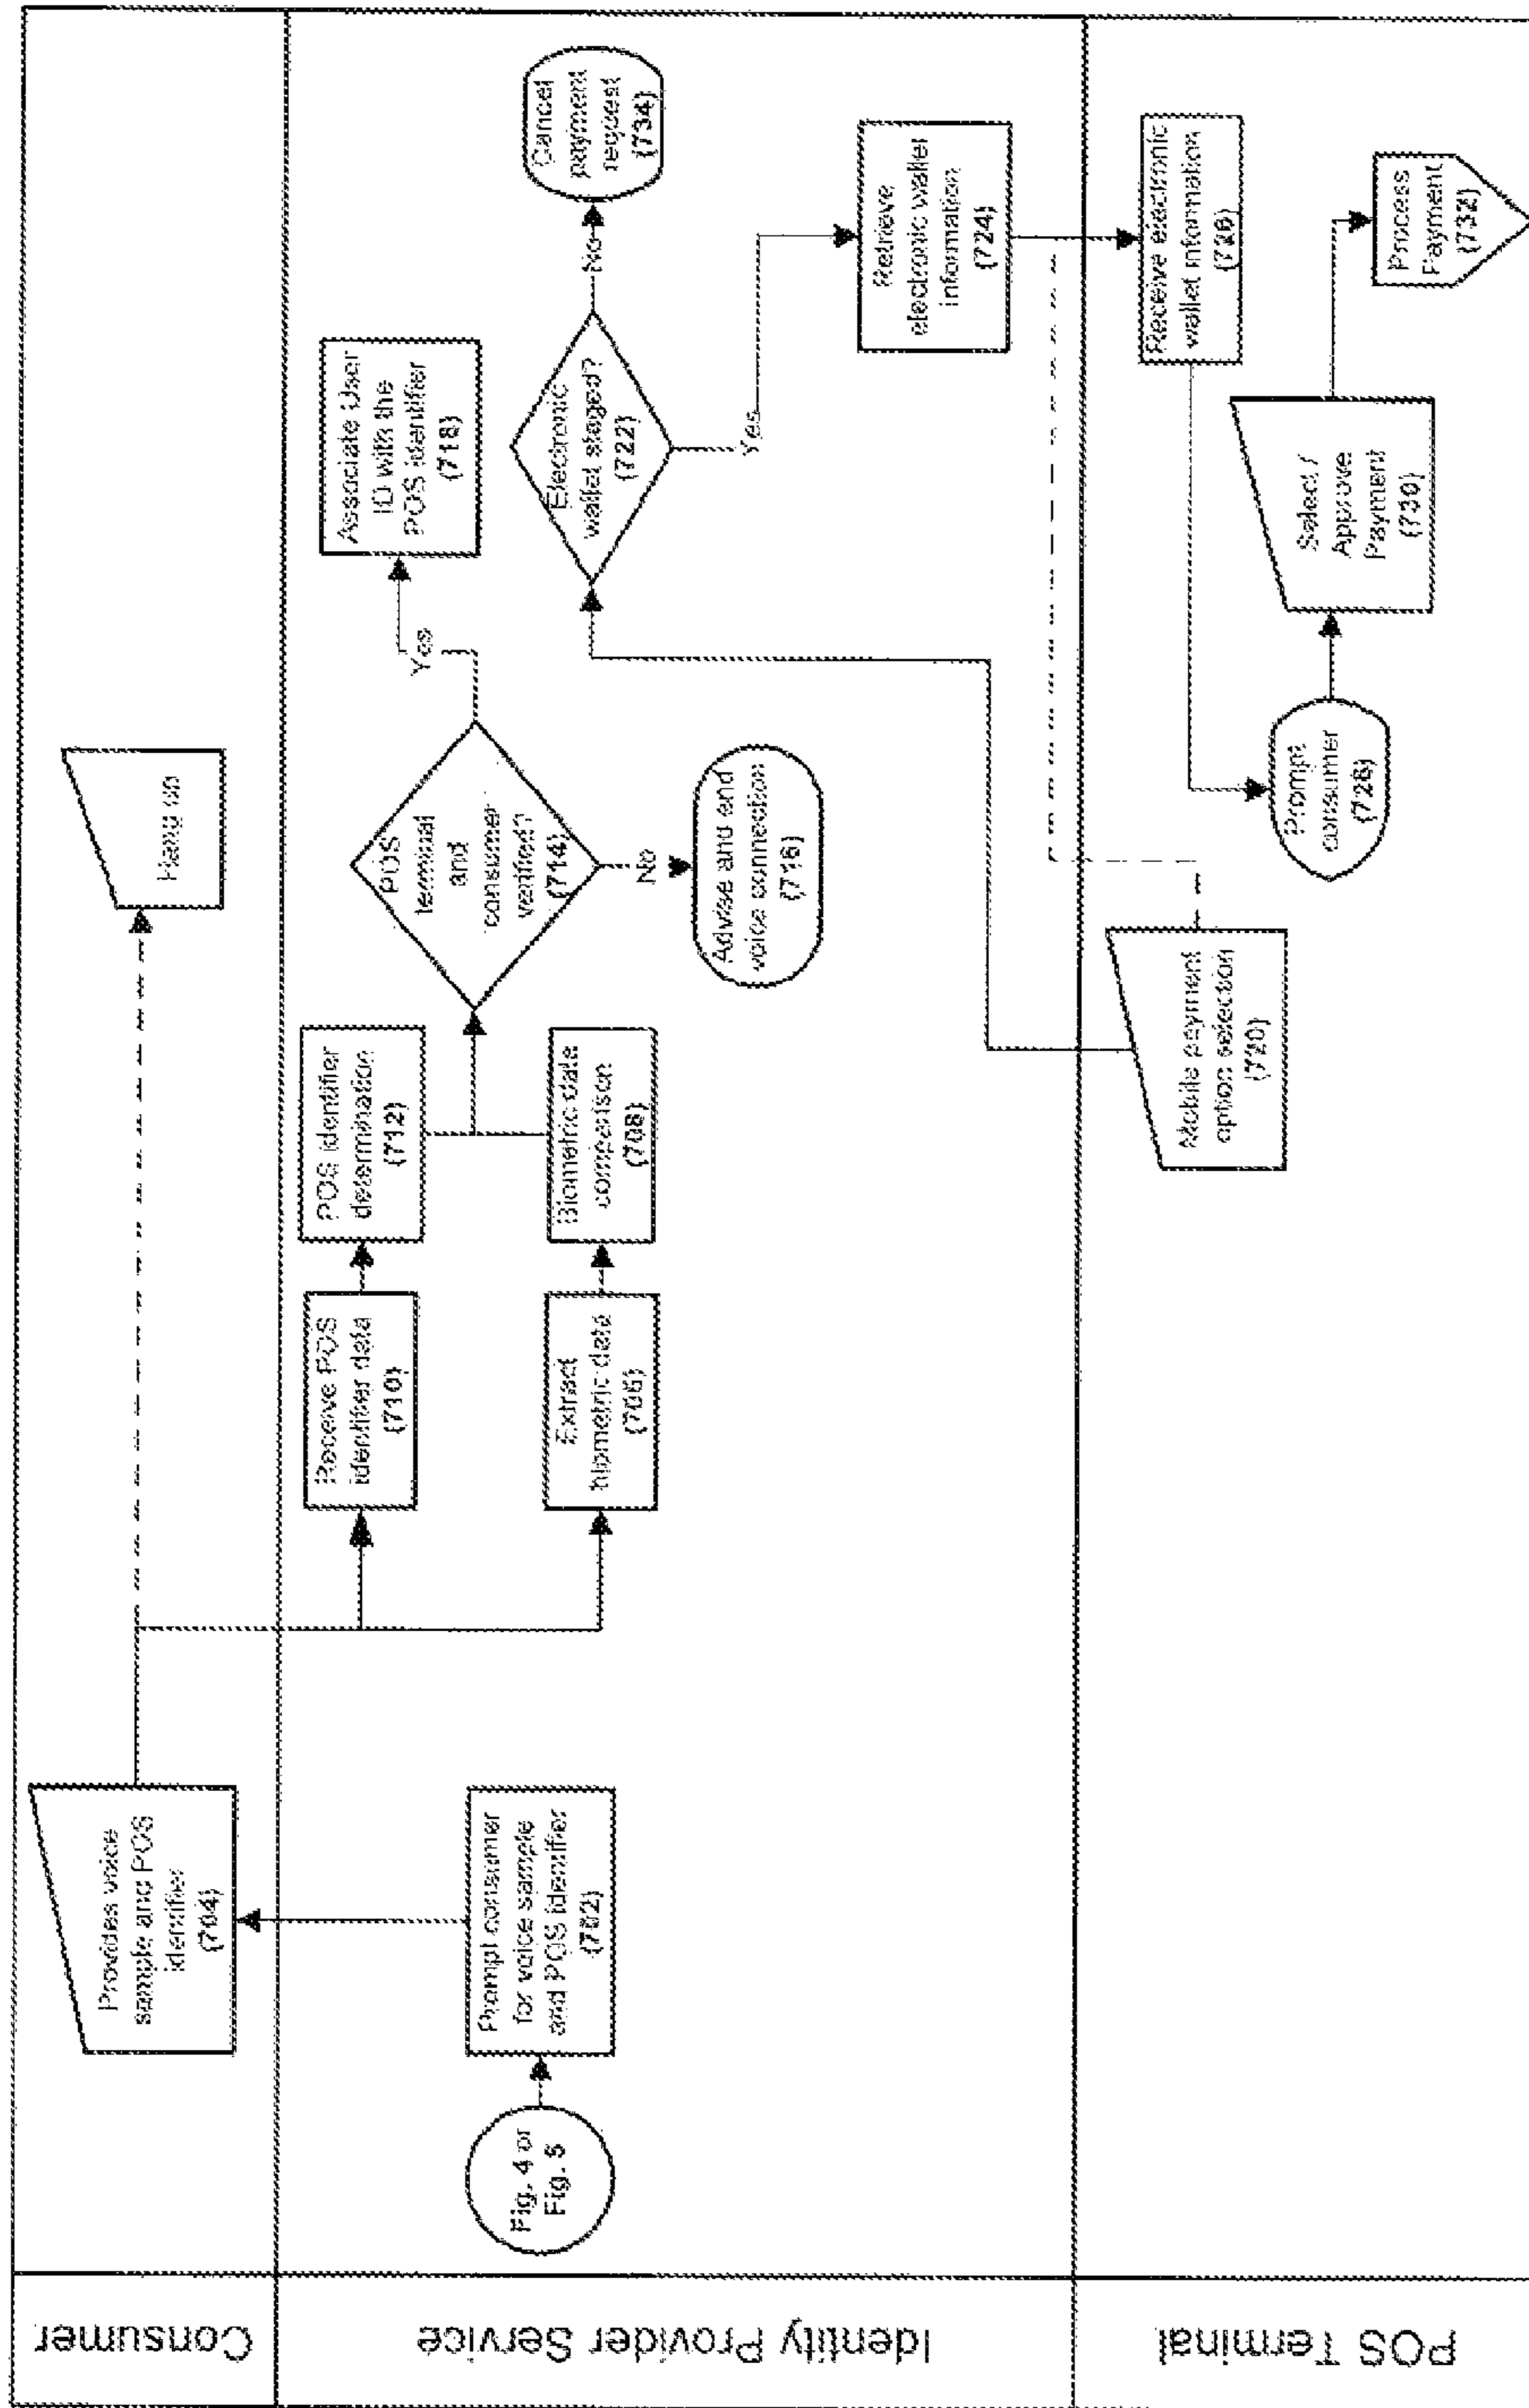 Consumer
Provides voice
sample and POS
identifier
(704)
Hang up
Identity Provider Service
Fig. 4 or
Fig. 5
Prompt consumer
for voice sample
and POS identifier
(702)
Receive POS
identifier data
(710)
POS identifier
determination
(712)
Extract
biometric data
(706)
Biometric data
comparison
(708)
POS
terminal
and
consumer
verified?
(714)
Yes
No
Associate User
ID with the
POS identifier
(718)
Advise and end
voice connection
(716)
Electronic
wallet staged?
(722)
No
Yes
Cancel
payment
request
(734)
Retrieve
electronic wallet
information
(724)
POS Terminal
Mobile payment
option selection
(720)
Receive electronic
wallet information
(726)
Prompt
consumer
(728)
Select /
Approve
Payment
(730)
Process
Payment
(732)